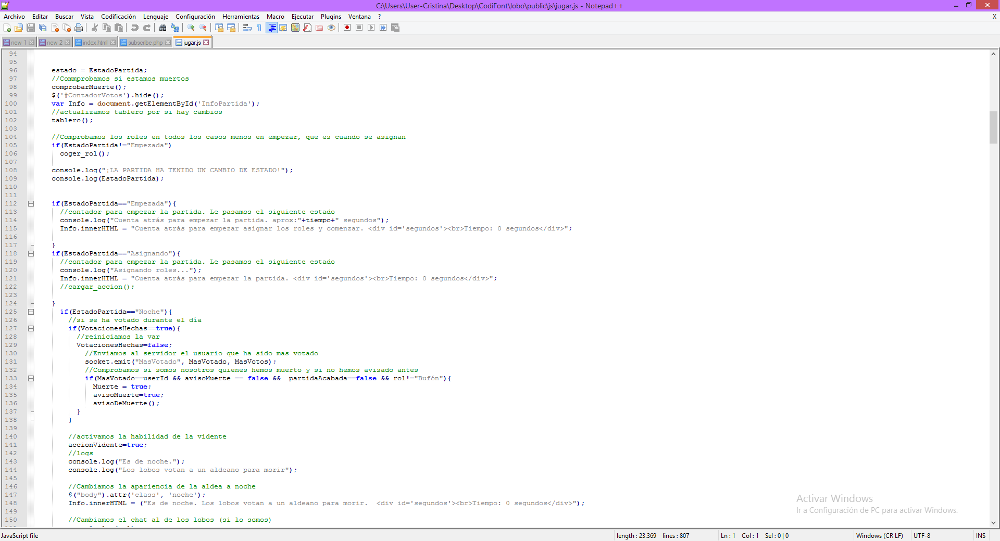 C:\Users\User-Cristina\Desktop\CodiFont\lobo\public\js\jugar.js - Notepad++
Archivo Editar Buscar Vista Codificación Lenguaje Configuración Herramientas Macro Ejecutar Plugins Ventana ? X
new 1 new 2 index.html subscribe.php jugar.js
94
95
96 estado = EstadoPartida;
97 //Commprobamos si estamos muertos
98 comprobarMuerte();
99 $('#ContadorVotos').hide();
100 var Info = document.getElementById('InfoPartida');
101 //actualizamos tablero por si hay cambios
102 tablero();
103
104 //Comprobamos los roles en todos los casos menos en empezar, que es cuando se asignan
105 if(EstadoPartida!="Empezada")
106 coger_rol();
107
108 console.log("¡LA PARTIDA HA TENIDO UN CAMBIO DE ESTADO!");
109 console.log(EstadoPartida);
110
111
112 if(EstadoPartida=="Empezada"){
113 //contador para empezar la partida. Le pasamos el siguiente estado
114 console.log("Cuenta atrás para empezar la partida. aprox:"+tiempo+" segundos");
115 Info.innerHTML = "Cuenta atrás para empezar asignar los roles y comenzar. <div id='segundos'><br>Tiempo: 0 segundos</div>";
116
117 }
118 if(EstadoPartida=="Asignando"){
119 //contador para empezar la partida. Le pasamos el siguiente estado
120 console.log("Asignando roles...");
121 Info.innerHTML = "Cuenta atrás para empezar la partida. <div id='segundos'><br>Tiempo: 0 segundos</div>";
122 //cargar_accion();
123
124 }
125 if(EstadoPartida=="Noche"){
126 //si se ha votado durante el día
127 if(VotacionesHechas==true){
128 //reiniciamos la var
129 VotacionesHechas=false;
130 //Enviamos al servidor el usuario que ha sido mas votado
131 socket.emit("MasVotado", MasVotado, MasVotos);
132 //Comprobamos si somos nosotros quienes hemos muerto y si no hemos avisado antes
133 if(MasVotado==userId && avisoMuerte == false &&  partidaAcabada==false && rol!="Bufón"){
134 Muerte = true;
135 avisoMuerte=true;
136 avisoDeMuerte();
137 }
138 }
139
140 //activamos la habilidad de la vidente
141 accionVidente=true;
142 //logs
143 console.log("Es de noche.");
144 console.log("Los lobos votan a un aldeano para morir");
145
146 //Cambiamos la apariencia de la aldea a noche
147 $("body").attr('class', 'noche');
148 Info.innerHTML = ("Es de noche. Los lobos votan a un aldeano para morir.  <div id='segundos'><br>Tiempo: 0 segundos</div>");
149
150 //Cambiamos el chat al de los lobos (si lo somos)
Activar Windows
Ir a Configuración de PC para activar Windows.
JavaScript file length : 23.369 lines : 807 Ln : 1 Col : 1 Sel : 0 | 0 Windows (CR LF) UTF-8 INS